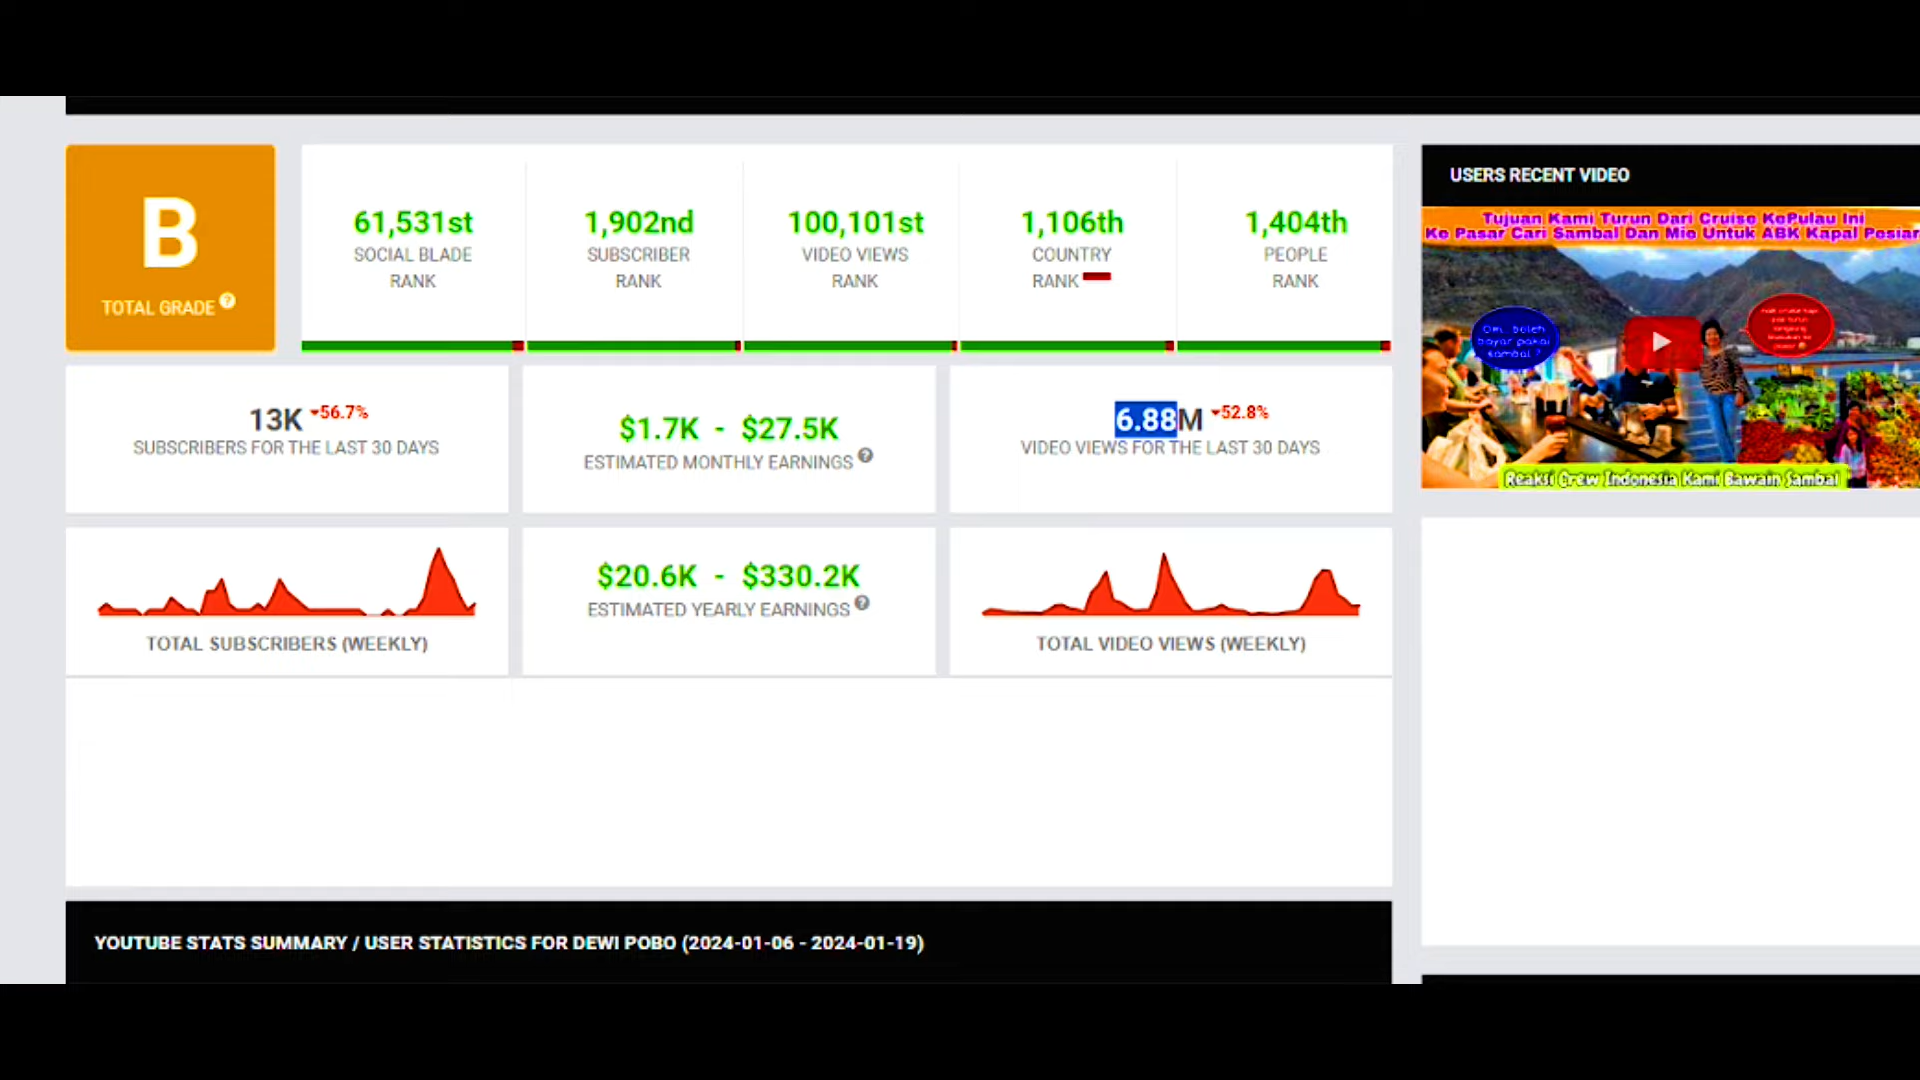 B
TOTAL GRADE ?
61,531st
SOCIAL BLADE
RANK
1,902nd
SUBSCRIBER
RANK
100,101st
VIDEO VIEWS
RANK
1,106th
COUNTRY
RANK
1,404th
PEOPLE
RANK
13K -56.7%
SUBSCRIBERS FOR THE LAST 30 DAYS
$1.7K - $27.5K
ESTIMATED MONTHLY EARNINGS ?
6.88M -52.8%
VIDEO VIEWS FOR THE LAST 30 DAYS
TOTAL SUBSCRIBERS (WEEKLY)
$20.6K - $330.2K
ESTIMATED YEARLY EARNINGS ?
TOTAL VIDEO VIEWS (WEEKLY)
YOUTUBE STATS SUMMARY / USER STATISTICS FOR DEWI POBO (2024-01-06 - 2024-01-19)
USERS RECENT VIDEO
Tujuan Kami Turun Dari Cruise KePulau Ini
Ke Pasar Cari Sambal Dan Mie Untuk ABK Kapal Pesiar
Om.. boleh
bayar pakai
sambal ?
Reaksi Crew Indonesia Kami Bawain Sambal